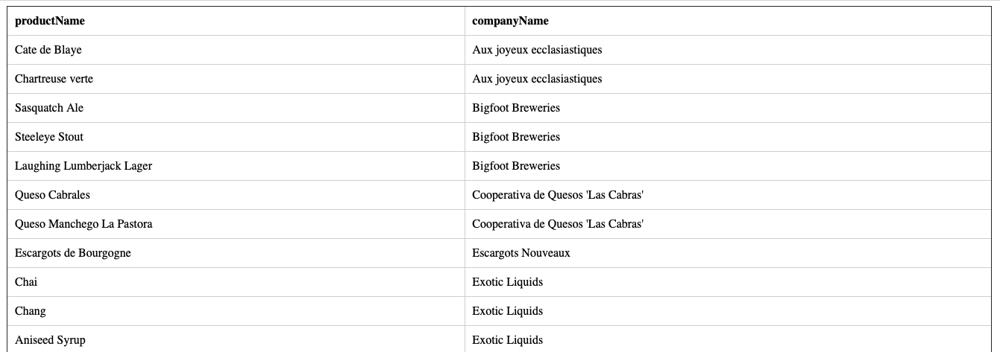 productName companyName
Cate de Blaye Aux joyeux ecclasiastiques
Chartreuse verte Aux joyeux ecclasiastiques
Sasquatch Ale Bigfoot Breweries
Steeleye Stout Bigfoot Breweries
Laughing Lumberjack Lager Bigfoot Breweries
Queso Cabrales Cooperativa de Quesos 'Las Cabras'
Queso Manchego La Pastora Cooperativa de Quesos 'Las Cabras'
Escargots de Bourgogne Escargots Nouveaux
Chai Exotic Liquids
Chang Exotic Liquids
Aniseed Syrup Exotic Liquids